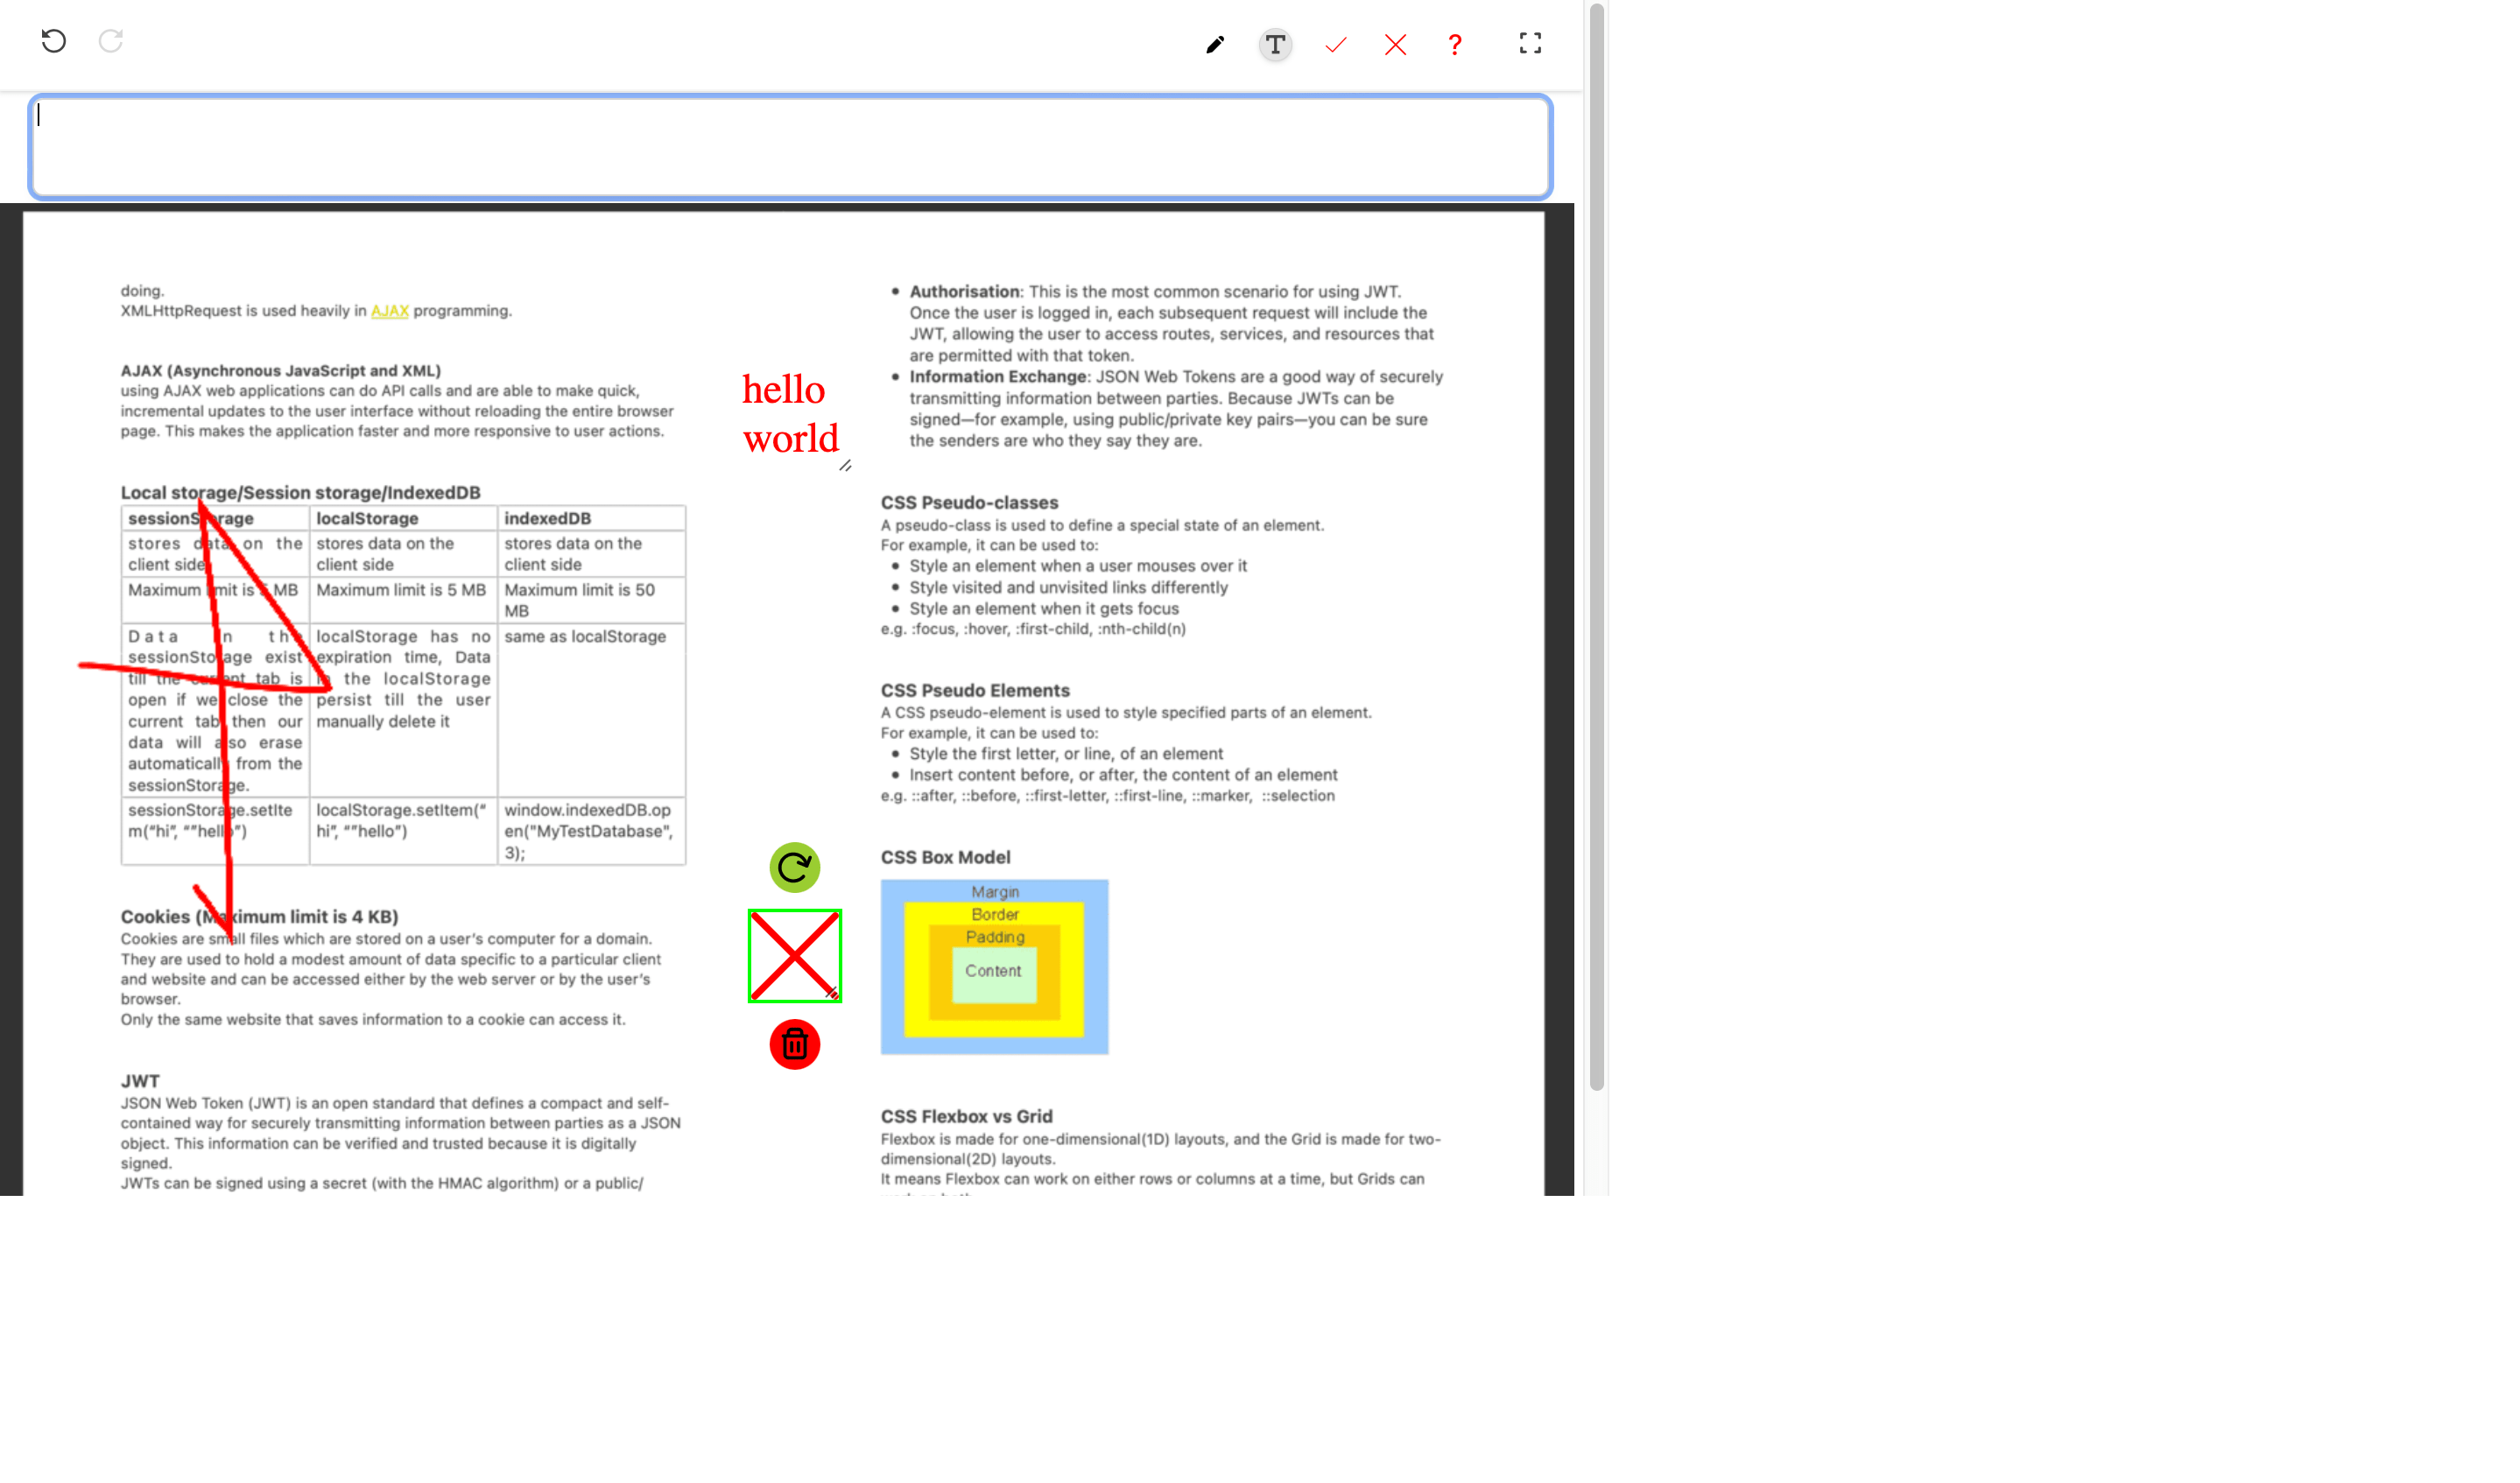 T ?
doing.
XMLHttpRequest is used heavily in AJAX programming.
AJAX (Asynchronous JavaScript and XML)
using AJAX web applications can do API calls and are able to make quick,
incremental updates to the user interface without reloading the entire browser
page. This makes the application faster and more responsive to user actions.
Local storage/Session storage/IndexedDB
sessionStorage localStorage indexedDB
stores data on the stores data on the stores data on the
client side client side client side
Maximum limit is 5 MB Maximum limit is 5 MB Maximum limit is 50
MB
Data in the localStorage has no same as localStorage
sessionStorage exist expiration time, Data
till the current tab is in the localStorage
open if we close the persist till the user
current tab then our manually delete it
data will also erase
automatically from the
sessionStorage.
sessionStorage.setIte localStorage.setItem(“ window.indexedDB.op
m(“hi”, “”hello”) hi”, “”hello”) en("MyTestDatabase",
3);
Cookies (Maximum limit is 4 KB)
Cookies are small files which are stored on a user’s computer for a domain.
They are used to hold a modest amount of data specific to a particular client
and website and can be accessed either by the web server or by the user’s
browser.
Only the same website that saves information to a cookie can access it.
JWT
JSON Web Token (JWT) is an open standard that defines a compact and self-
contained way for securely transmitting information between parties as a JSON
object. This information can be verified and trusted because it is digitally
signed.
JWTs can be signed using a secret (with the HMAC algorithm) or a public/
hello
world
• Authorisation: This is the most common scenario for using JWT.
Once the user is logged in, each subsequent request will include the
JWT, allowing the user to access routes, services, and resources that
are permitted with that token.
• Information Exchange: JSON Web Tokens are a good way of securely
transmitting information between parties. Because JWTs can be
signed—for example, using public/private key pairs—you can be sure
the senders are who they say they are.
CSS Pseudo-classes
A pseudo-class is used to define a special state of an element.
For example, it can be used to:
• Style an element when a user mouses over it
• Style visited and unvisited links differently
• Style an element when it gets focus
e.g. :focus, :hover, :first-child, :nth-child(n)
CSS Pseudo Elements
A CSS pseudo-element is used to style specified parts of an element.
For example, it can be used to:
• Style the first letter, or line, of an element
• Insert content before, or after, the content of an element
e.g. ::after, ::before, ::first-letter, ::first-line, ::marker, ::selection
CSS Box Model
Margin
Border
Padding
Content
CSS Flexbox vs Grid
Flexbox is made for one-dimensional(1D) layouts, and the Grid is made for two-
dimensional(2D) layouts.
It means Flexbox can work on either rows or columns at a time, but Grids can